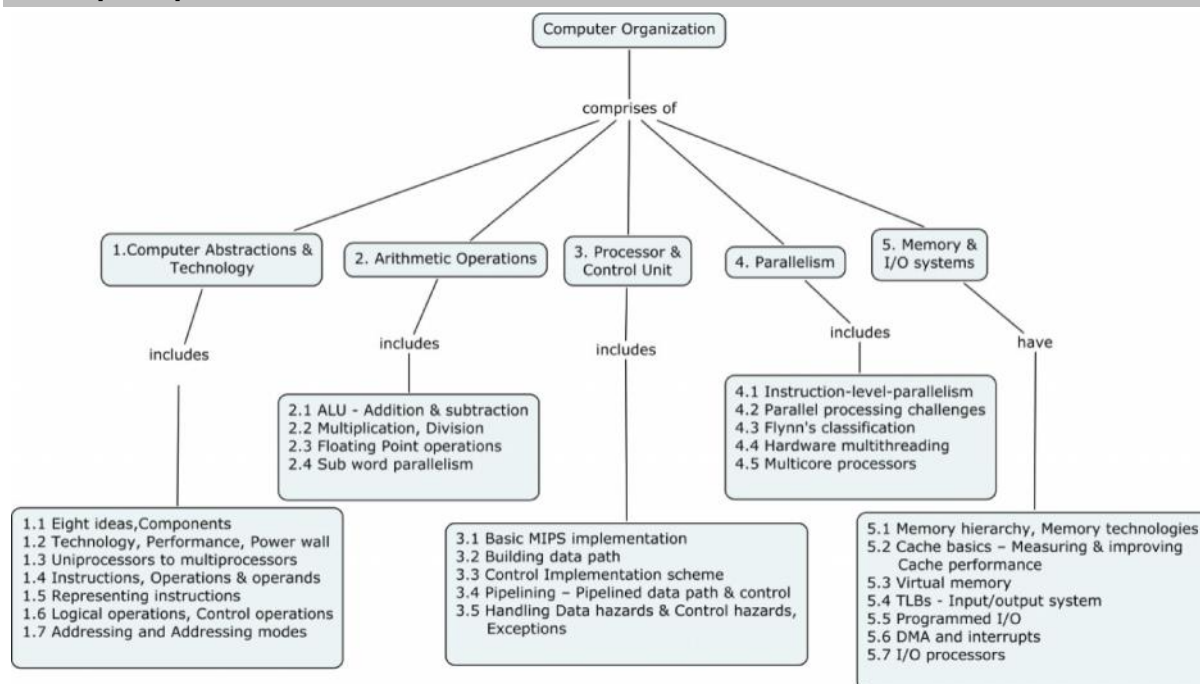 Computer Organization
comprises of
1.Computer Abstractions &
Technology
2. Arithmetic Operations
3. Processor &
Control Unit
4. Parallelism
5. Memory &
I/O systems
includes
includes
includes
includes
have
1.1 Eight ideas,Components
1.2 Technology, Performance, Power wall
1.3 Uniprocessors to multiprocessors
1.4 Instructions, Operations & operands
1.5 Representing instructions
1.6 Logical operations, Control operations
1.7 Addressing and Addressing modes
2.1 ALU - Addition & subtraction
2.2 Multiplication, Division
2.3 Floating Point operations
2.4 Sub word parallelism
3.1 Basic MIPS implementation
3.2 Building data path
3.3 Control Implementation scheme
3.4 Pipelining – Pipelined data path & control
3.5 Handling Data hazards & Control hazards,
Exceptions
4.1 Instruction-level-parallelism
4.2 Parallel processing challenges
4.3 Flynn's classification
4.4 Hardware multithreading
4.5 Multicore processors
5.1 Memory hierarchy, Memory technologies
5.2 Cache basics – Measuring & improving
Cache performance
5.3 Virtual memory
5.4 TLBs - Input/output system
5.5 Programmed I/O
5.6 DMA and interrupts
5.7 I/O processors